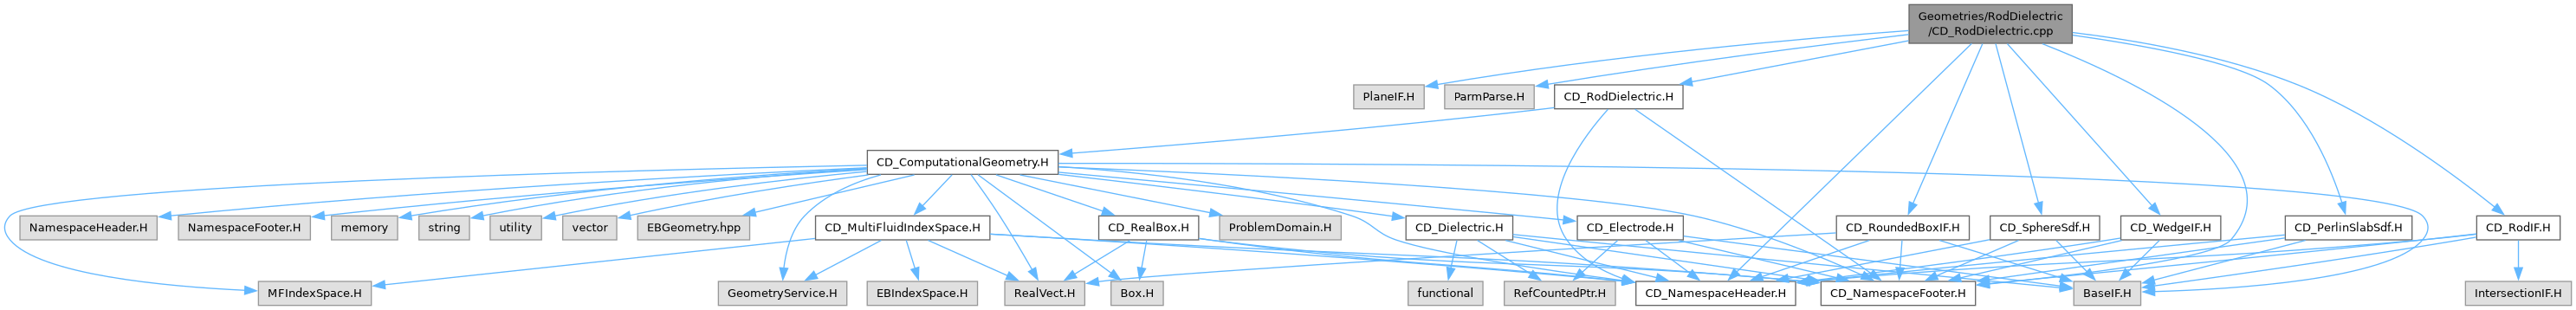 Geometries/RodDielectric
/CD_RodDielectric.cpp
PlaneIF.H
ParmParse.H
CD_RodDielectric.H
CD_ComputationalGeometry.H
NamespaceHeader.H
NamespaceFooter.H
memory
string
utility
vector
EBGeometry.hpp
CD_MultiFluidIndexSpace.H
CD_RealBox.H
ProblemDomain.H
CD_Dielectric.H
CD_Electrode.H
CD_RoundedBoxIF.H
CD_SphereSdf.H
CD_WedgeIF.H
CD_PerlinSlabSdf.H
CD_RodIF.H
MFIndexSpace.H
GeometryService.H
EBIndexSpace.H
RealVect.H
Box.H
functional
RefCountedPtr.H
CD_NamespaceHeader.H
CD_NamespaceFooter.H
BaseIF.H
IntersectionIF.H